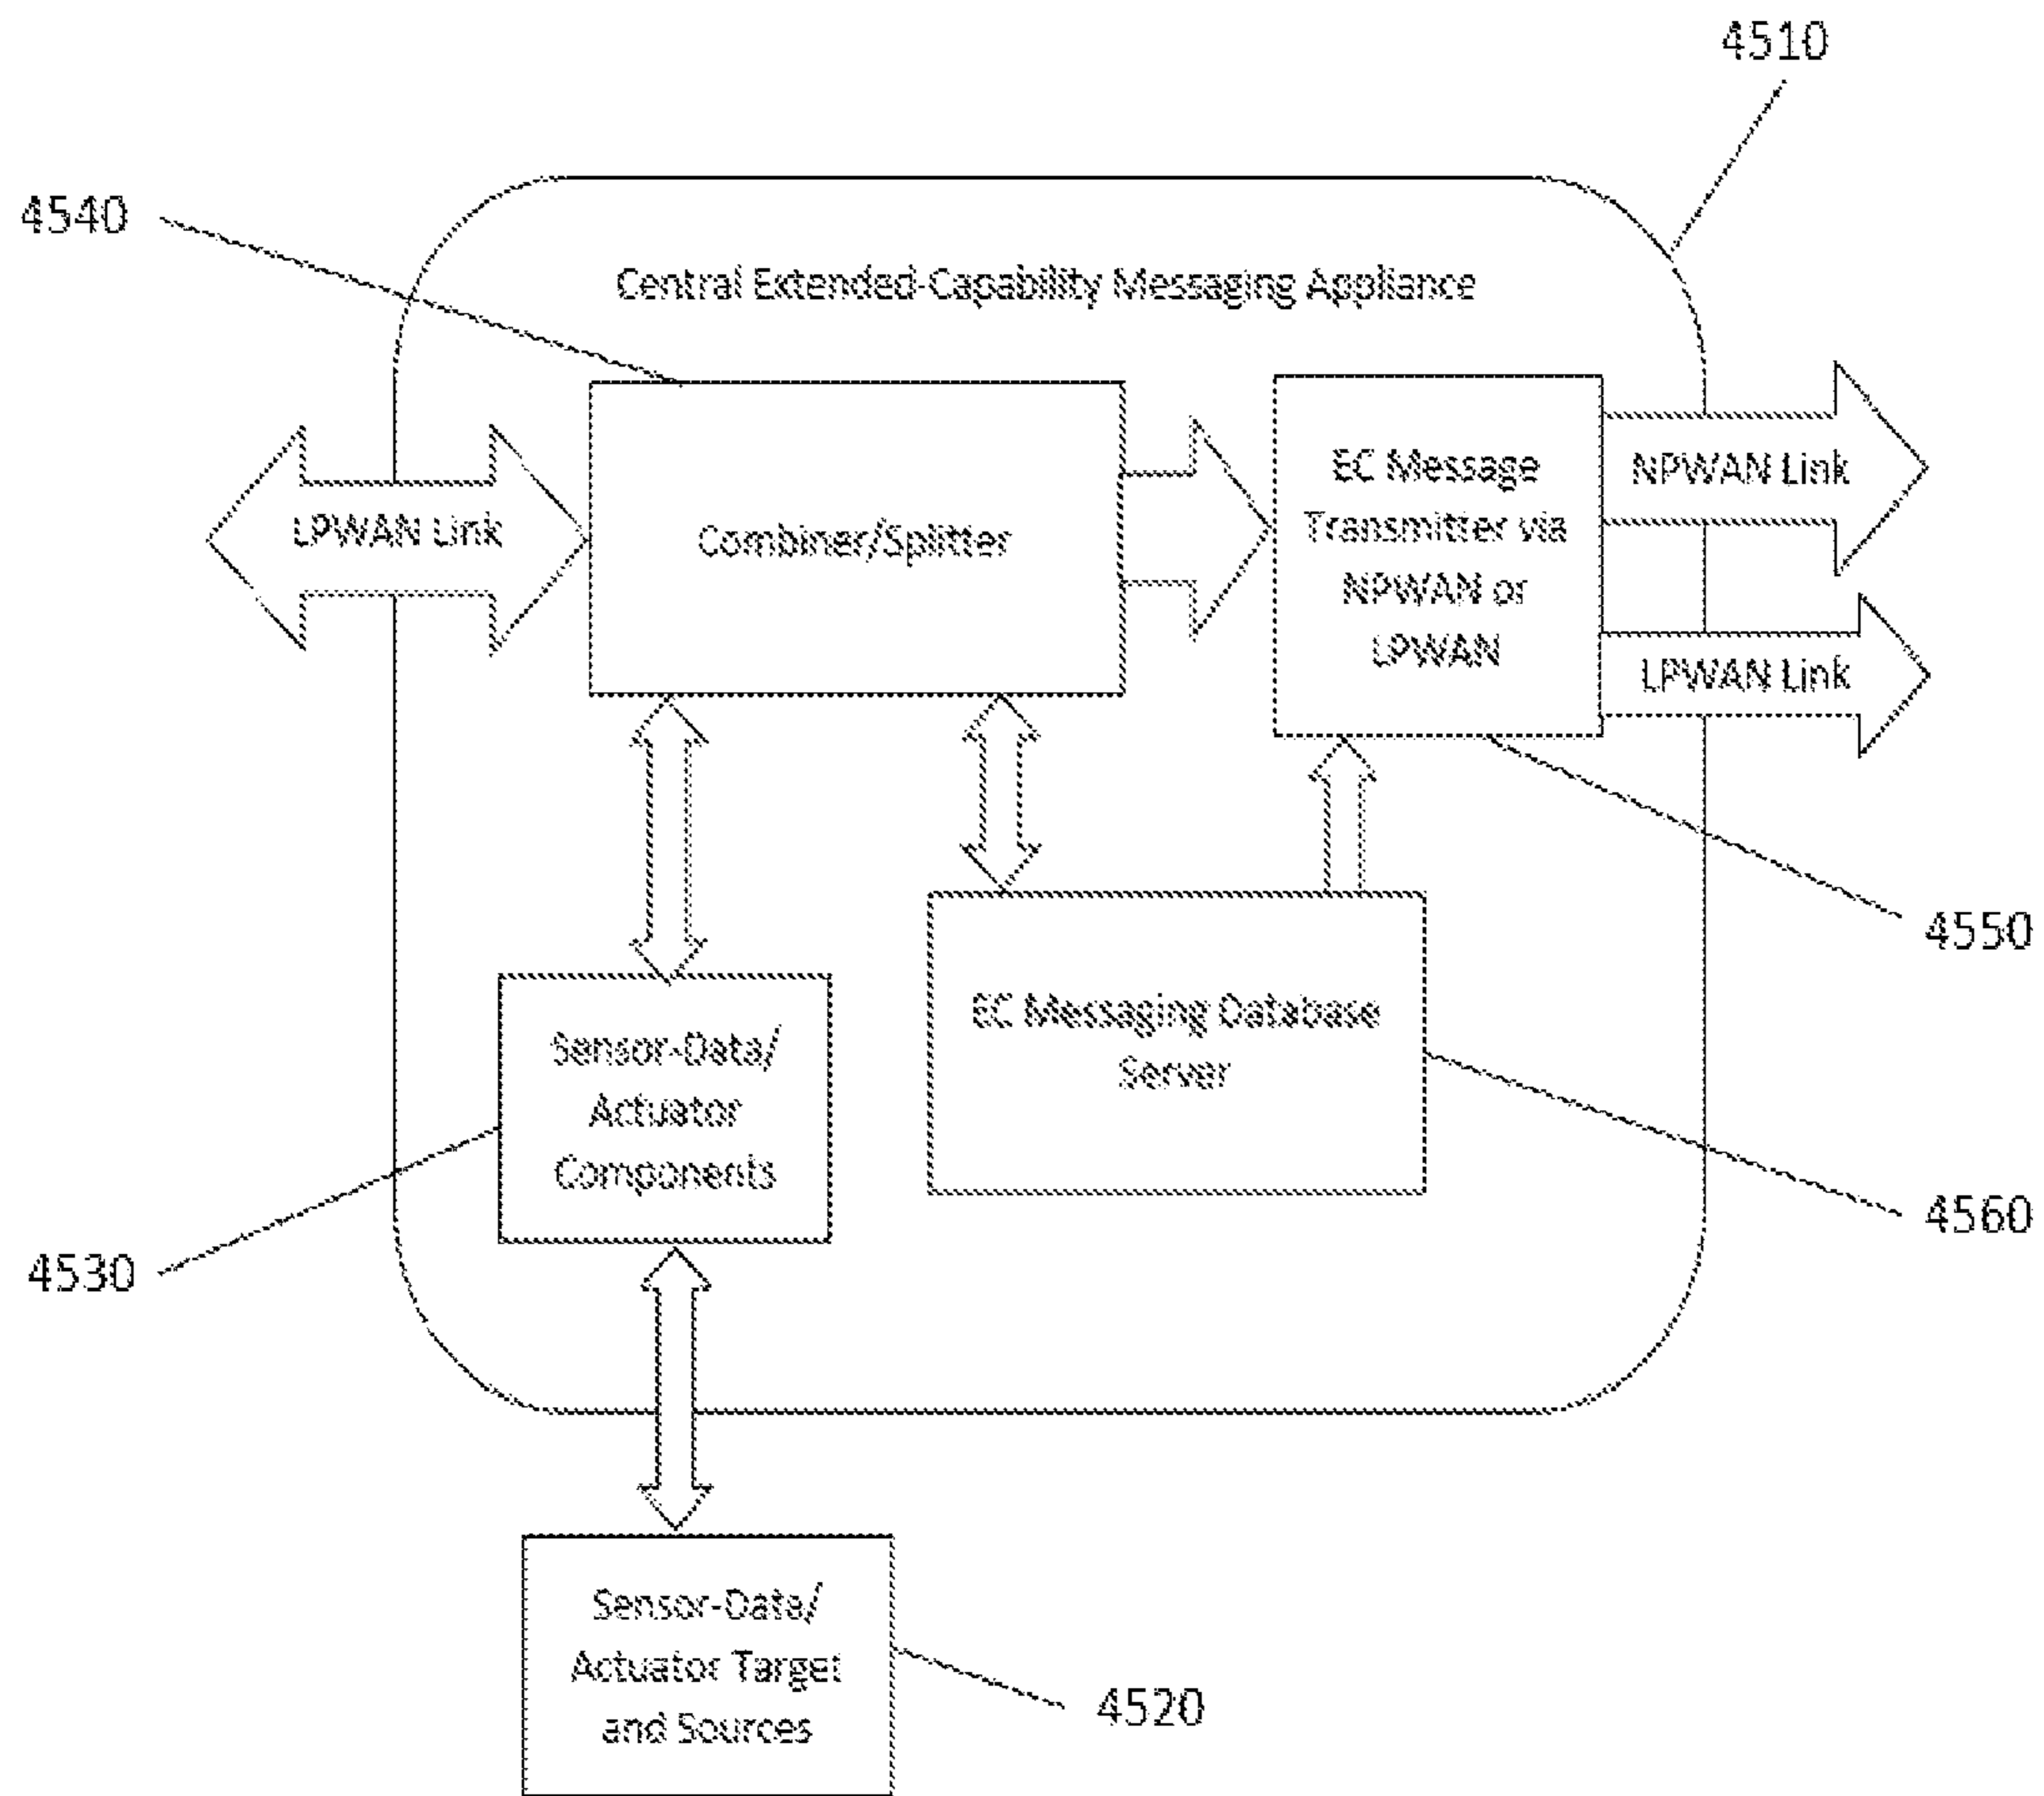 4510
4540
Central Extended-Capability Messaging Appliance
LPWAN Link
Combiner/Splitter
EC Message
Transmitter via
NPWAN or
LPWAN
NPWAN Link
LPWAN Link
4550
EC Messaging Database
Server
Sensor-Data/
Actuator
Components
4560
4530
Sensor-Data/
Actuator Target
and Sources
4520